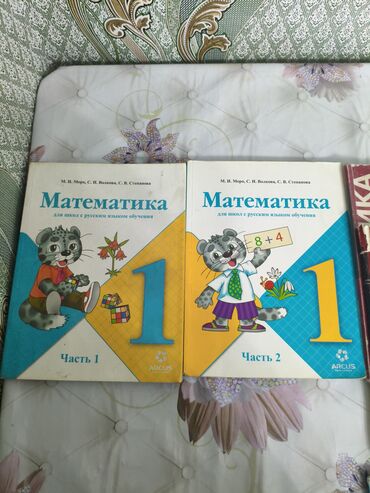 М. И. Моро, С. И. Волкова, С. В. Степанова
Математика
для школ с русским языком обучения
1
Часть 1
ARCUS
М. И. Моро, С. И. Волкова, С. В. Степанова
Математика
для школ с русским языком обучения
8 + 4
1
Часть 2
ARCUS
ИКА